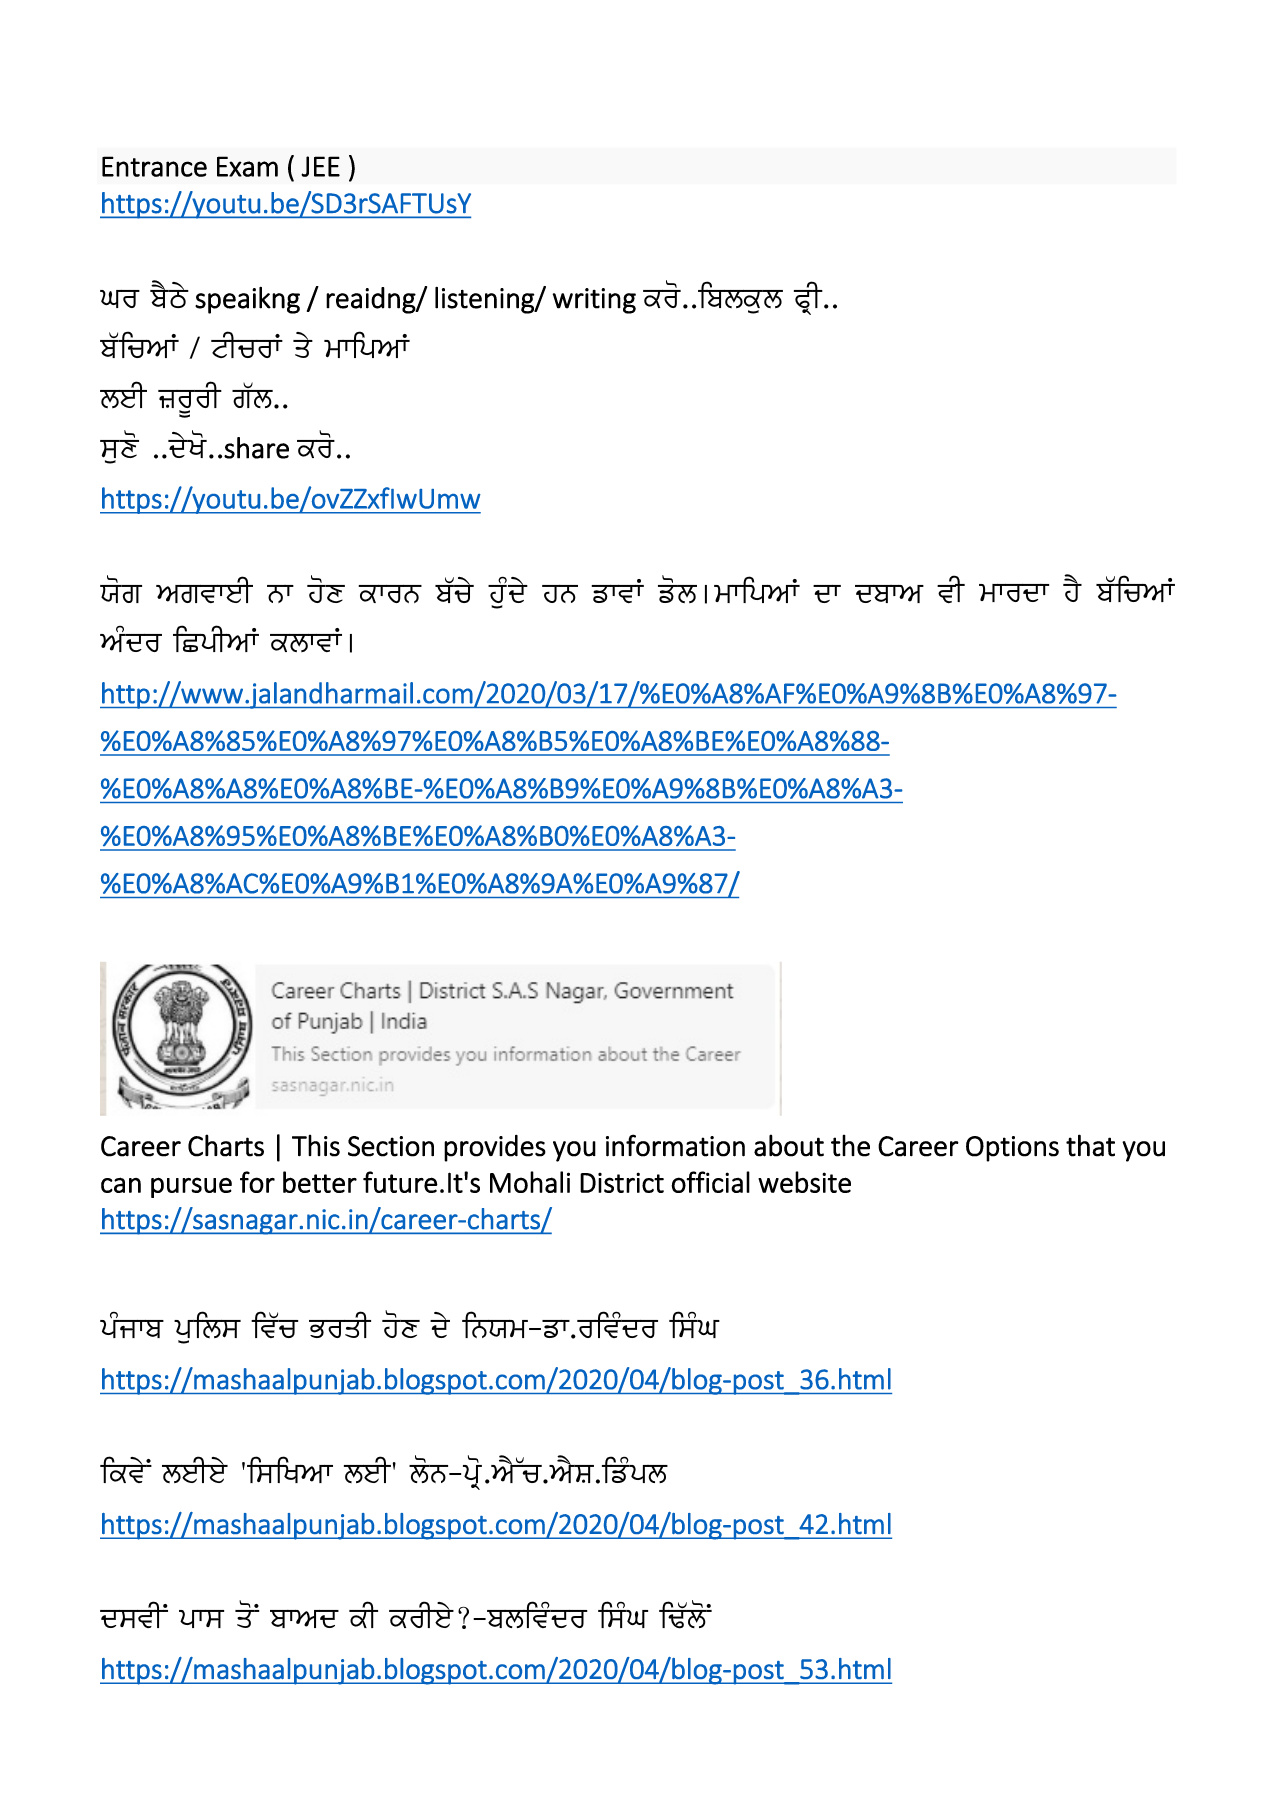 Entrance Exam ( JEE )
https://youtu.be/SD3rSAFTUsY
ਘਰ ਬੈਠੇ speaikng / reaidng/ listening/ writing ਕਰੋ..ਬਿਲਕੁਲ ਫ੍ਰੀ..
ਬੱਚਿਆਂ / ਟੀਚਰਾਂ ਤੇ ਮਾਪਿਆਂ
ਲਈ ਜ਼ਰੂਰੀ ਗੱਲ..
ਸੁਣੋ ..ਦੇਖੋ..share ਕਰੋ..
https://youtu.be/ovZZxfIwUmw
ਯੋਗ ਅਗਵਾਈ ਨਾ ਹੋਣ ਕਾਰਨ ਬੱਚੇ ਹੁੰਦੇ ਹਨ ਡਾਵਾਂ ਡੋਲ।ਮਾਪਿਆਂ ਦਾ ਦਬਾਅ ਵੀ ਮਾਰਦਾ ਹੈ ਬੱਚਿਆਂ
ਅੰਦਰ ਛਿਪੀਆਂ ਕਲਾਵਾਂ।
http://www.jalandharmail.com/2020/03/17/%E0%A8%AF%E0%A9%8B%E0%A8%97-
%E0%A8%85%E0%A8%97%E0%A8%B5%E0%A8%BE%E0%A8%88-
%E0%A8%A8%E0%A8%BE-%E0%A8%B9%E0%A9%8B%E0%A8%A3-
%E0%A8%95%E0%A8%BE%E0%A8%B0%E0%A8%A3-
%E0%A8%AC%E0%A9%B1%E0%A8%9A%E0%A9%87/
Career Charts | District S.A.S Nagar, Government
of Punjab | India
This Section provides you information about the Career
sasnagar.nic.in
Career Charts | This Section provides you information about the Career Options that you
can pursue for better future.It's Mohali District official website
https://sasnagar.nic.in/career-charts/
ਪੰਜਾਬ ਪੁਲਿਸ ਵਿੱਚ ਭਰਤੀ ਹੋਣ ਦੇ ਨਿਯਮ-ਡਾ.ਰਵਿੰਦਰ ਸਿੰਘ
https://mashaalpunjab.blogspot.com/2020/04/blog-post_36.html
ਕਿਵੇਂ ਲਈਏ 'ਸਿਖਿਆ ਲਈ' ਲੋਨ-ਪ੍ਰੋ.ਐੱਚ.ਐਸ਼.ਡਿੰਪਲ
https://mashaalpunjab.blogspot.com/2020/04/blog-post_42.html
ਦਸਵੀਂ ਪਾਸ ਤੋਂ ਬਾਅਦ ਕੀ ਕਰੀਏ?-ਬਲਵਿੰਦਰ ਸਿੰਘ ਢਿੱਲੋਂ
https://mashaalpunjab.blogspot.com/2020/04/blog-post_53.html